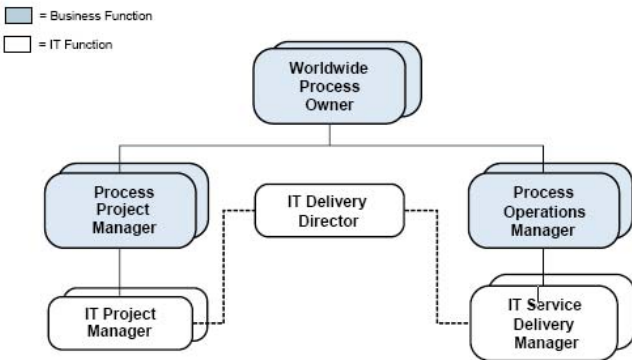 = Business Function
= IT Function
Worldwide
Process
Owner
Process
Project
Manager
IT Delivery
Director
Process
Operations
Manager
IT Project
Manager
IT Service
Delivery
Manager